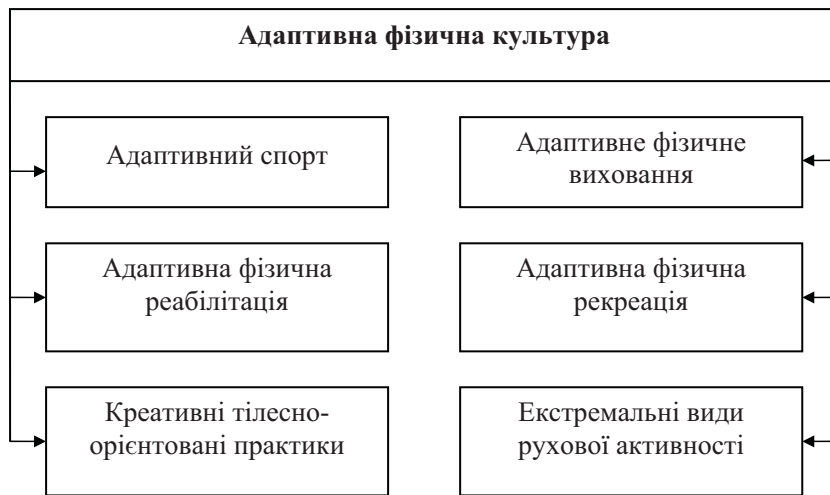 Адаптивна фізична культура
Адаптивний спорт
Адаптивне фізичне
виховання
Адаптивна фізична
реабілітація
Адаптивна фізична
рекреація
Креативні тілесно-
орієнтовані практики
Екстремальні види
рухової активності